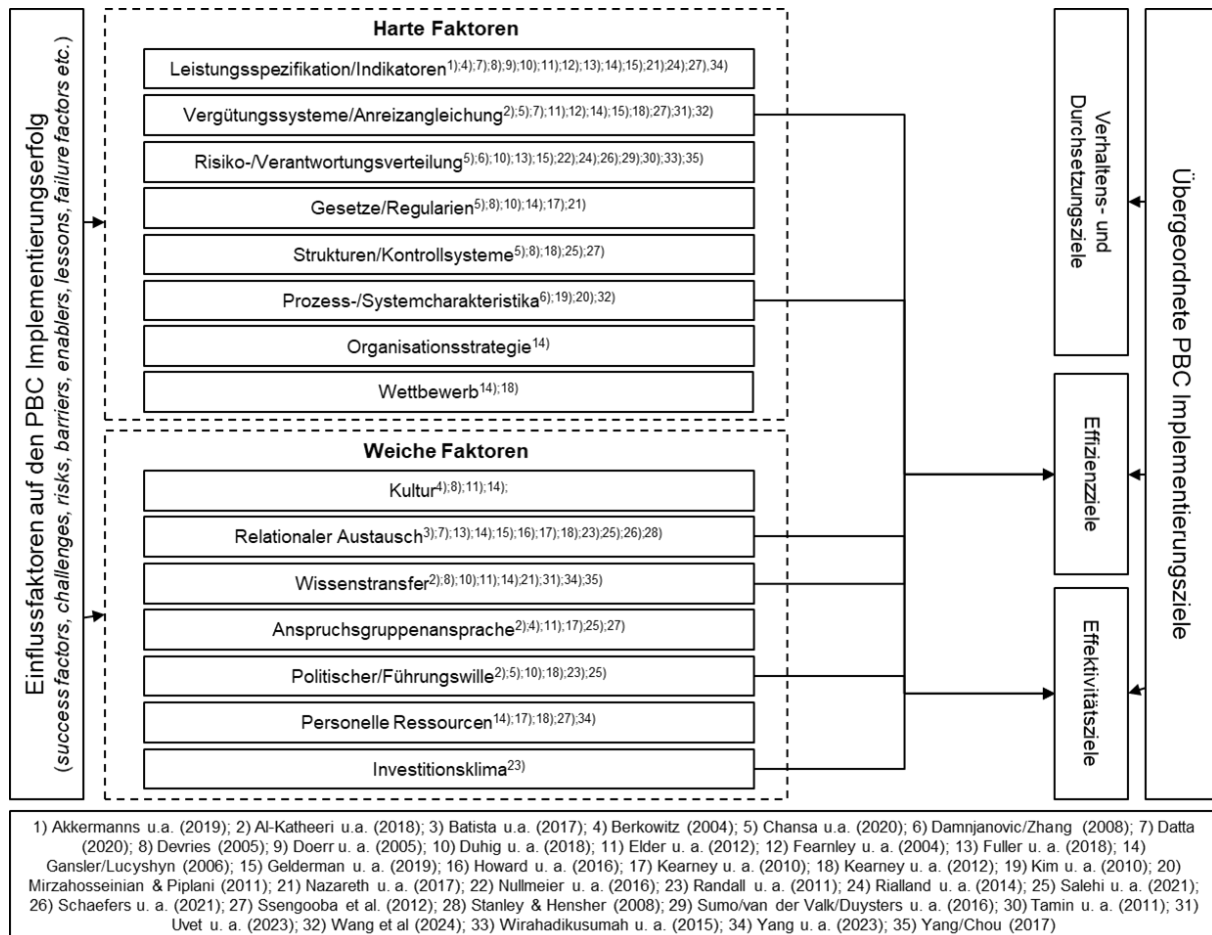 Einflussfaktoren auf den PBC Implementierungserfolg
(success factors, challenges, risks, barriers, enablers, lessons, failure factors etc.)
Harte Faktoren
Leistungsspezifikation/Indikatoren1);4);7);8);9);10);11);12);13);14);15);21);24);27);34)
Vergütungssysteme/Anreizangleichung2);5);7);11);12);14);15);18);27);31);32)
Risiko-/Verantwortungsverteilung5);6);10);13);15);22);24);26);29);30);33);35)
Gesetze/Regularien5);8);10);14);17);21)
Strukturen/Kontrollsysteme5);8);18);25);27)
Prozess-/Systemcharakteristika6);19);20);32)
Organisationsstrategie14)
Wettbewerb14);18)
Weiche Faktoren
Kultur4);8);11);14);
Relationaler Austausch3);7);13);14);15);16);17);18);23);25);26);28)
Wissenstransfer2);8);10);11);14);21);31);34);35)
Anspruchsgruppenansprache2);4);11);17);25);27)
Politischer/Führungswille2);5);10);18);23);25)
Personelle Ressourcen14);17);18);27);34)
Investitionsklima23)
Verhaltens- und
Durchsetzungsziele
Effizienzziele
Effektivitätsziele
Übergeordnete PBC Implementierungsziele
1) Akkermanns u.a. (2019); 2) Al-Katheeri u.a. (2018); 3) Batista u.a. (2017); 4) Berkowitz (2004); 5) Chansa u.a. (2020); 6) Damnjanovic/Zhang (2008); 7) Datta
(2020); 8) Devries (2005); 9) Doerr u.a. (2005); 10) Duhig u.a. (2018); 11) Elder u.a. (2012); 12) Fearnley u.a. (2004); 13) Fuller u.a. (2018); 14)
Gansler/Lucyshyn (2006); 15) Gelderman u.a. (2019); 16) Howard u.a. (2016); 17) Kearney u.a. (2010); 18) Kearney u.a. (2012); 19) Kim u.a. (2010); 20)
Mirzahosseinian & Piplani (2011); 21) Nazareth u.a. (2017); 22) Nullmeier u.a. (2016); 23) Randall u.a. (2011); 24) Rialland u.a. (2014); 25) Salehi u.a. (2021);
26) Schaefers u. a. (2021); 27) Ssengooba et al. (2012); 28) Stanley & Hensher (2008); 29) Sumo/van der Valk/Duysters u.a. (2016); 30) Tamin u.a. (2011); 31)
Uvet u.a. (2023); 32) Wang et al (2024); 33) Wirahadikusumah u.a. (2015); 34) Yang u.a. (2023); 35) Yang/Chou (2017)